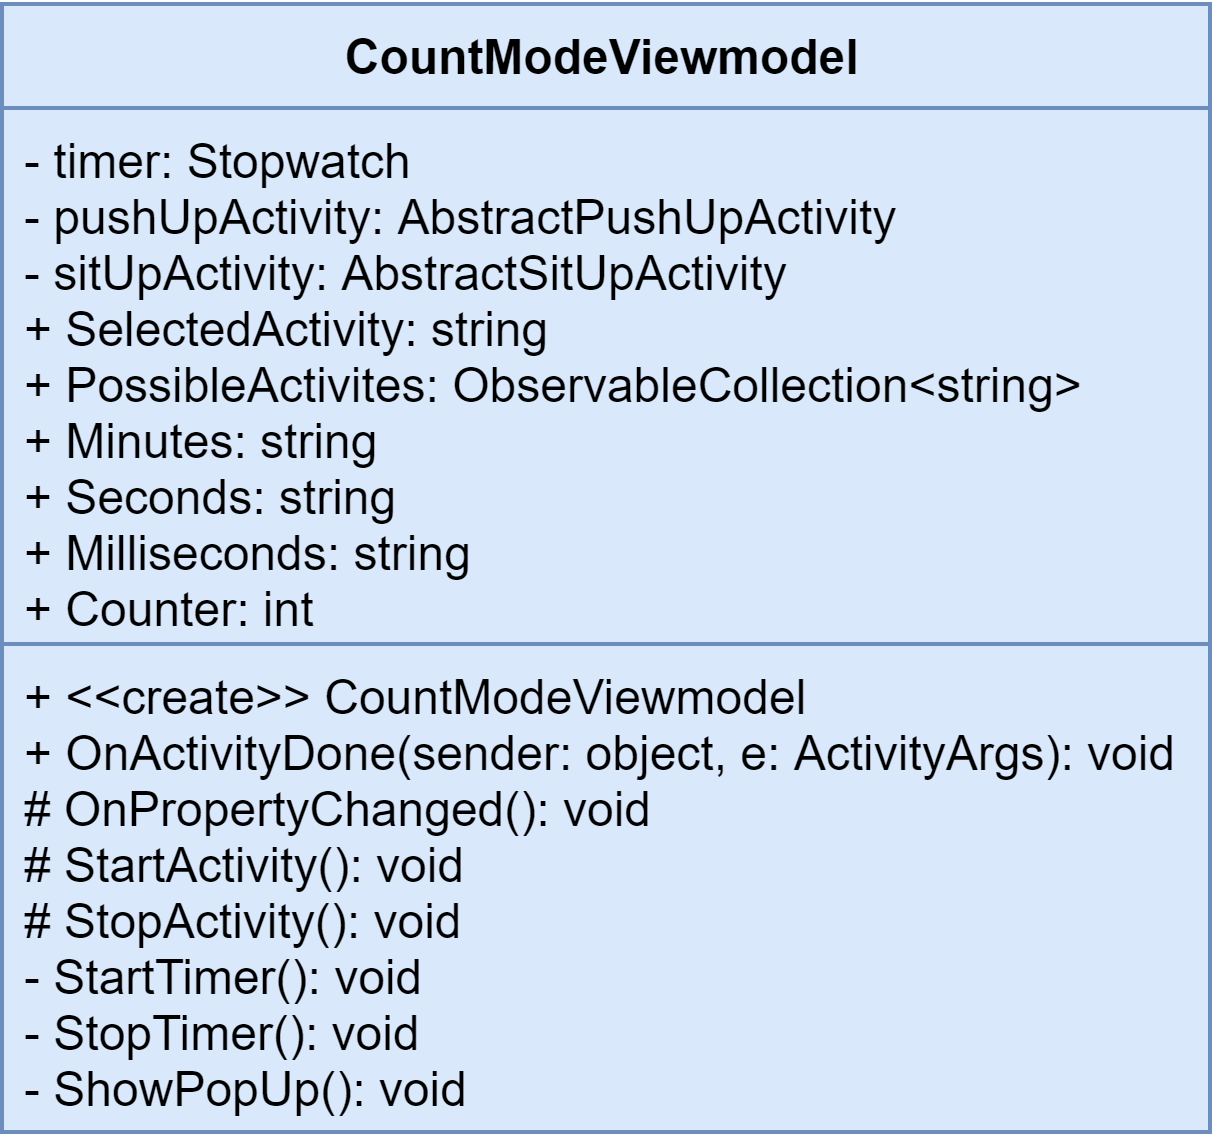 CountModeViewmodel
- timer: Stopwatch
- pushUpActivity: AbstractPushUpActivity
- sitUpActivity: AbstractSitUpActivity
+ SelectedActivity: string
+ PossibleActivites: ObservableCollection<string>
+ Minutes: string
+ Seconds: string
+ Milliseconds: string
+ Counter: int
+ <<create>> CountModeViewmodel
+ OnActivityDone(sender: object, e: ActivityArgs): void
# OnPropertyChanged(): void
# StartActivity(): void
# StopActivity(): void
- StartTimer(): void
- StopTimer(): void
- ShowPopUp(): void